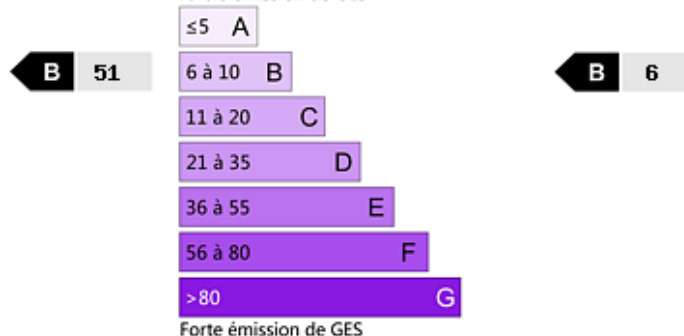 ≤5 A
B 51
6 à 10 B
B 6
11 à 20 C
21 à 35 D
36 à 55 E
56 à 80 F
>80 G
Forte émission de GES